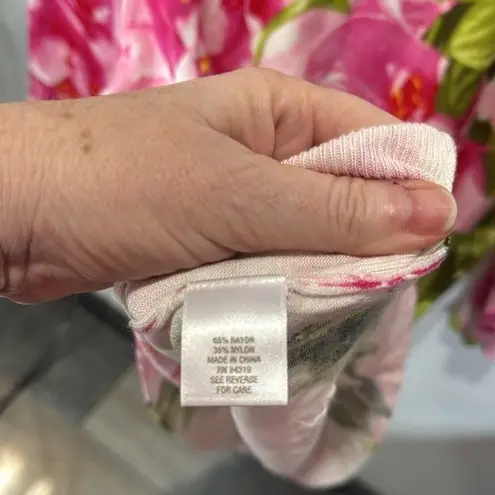 65% RAYON
35% NYLON
MADE IN CHINA
RN 94319
SEE REVERSE
FOR CARE